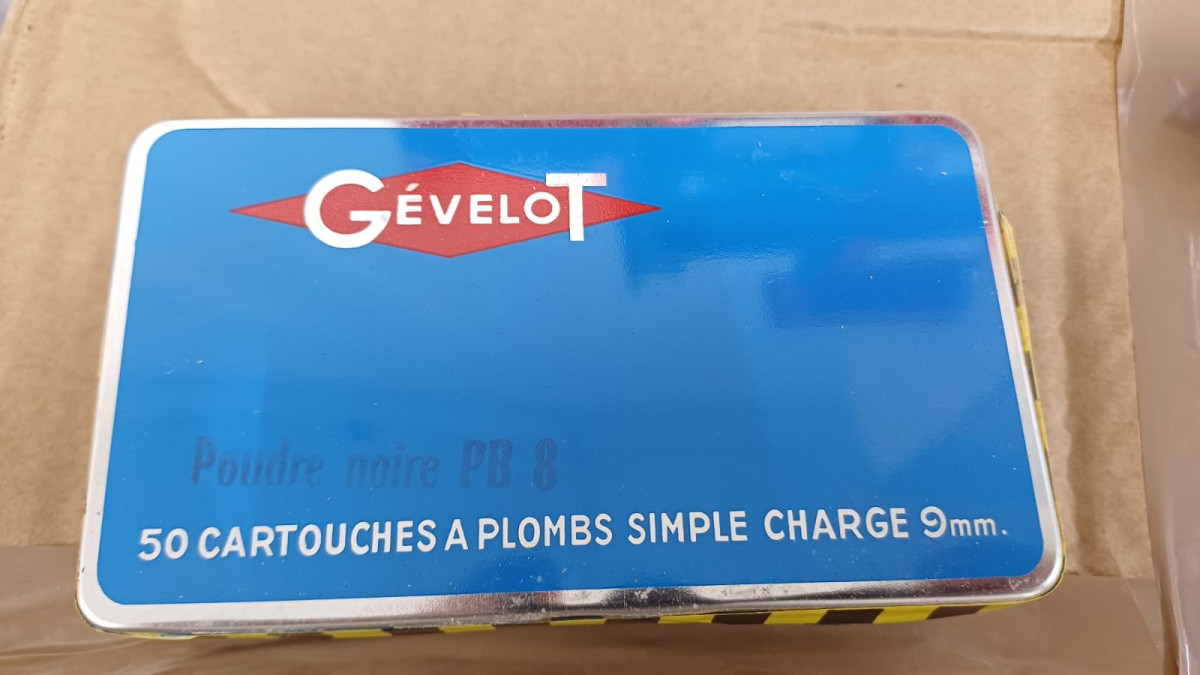 GÉVELOT
Poudre noire PB 8
50 CARTOUCHES A PLOMBS SIMPLE CHARGE 9mm.